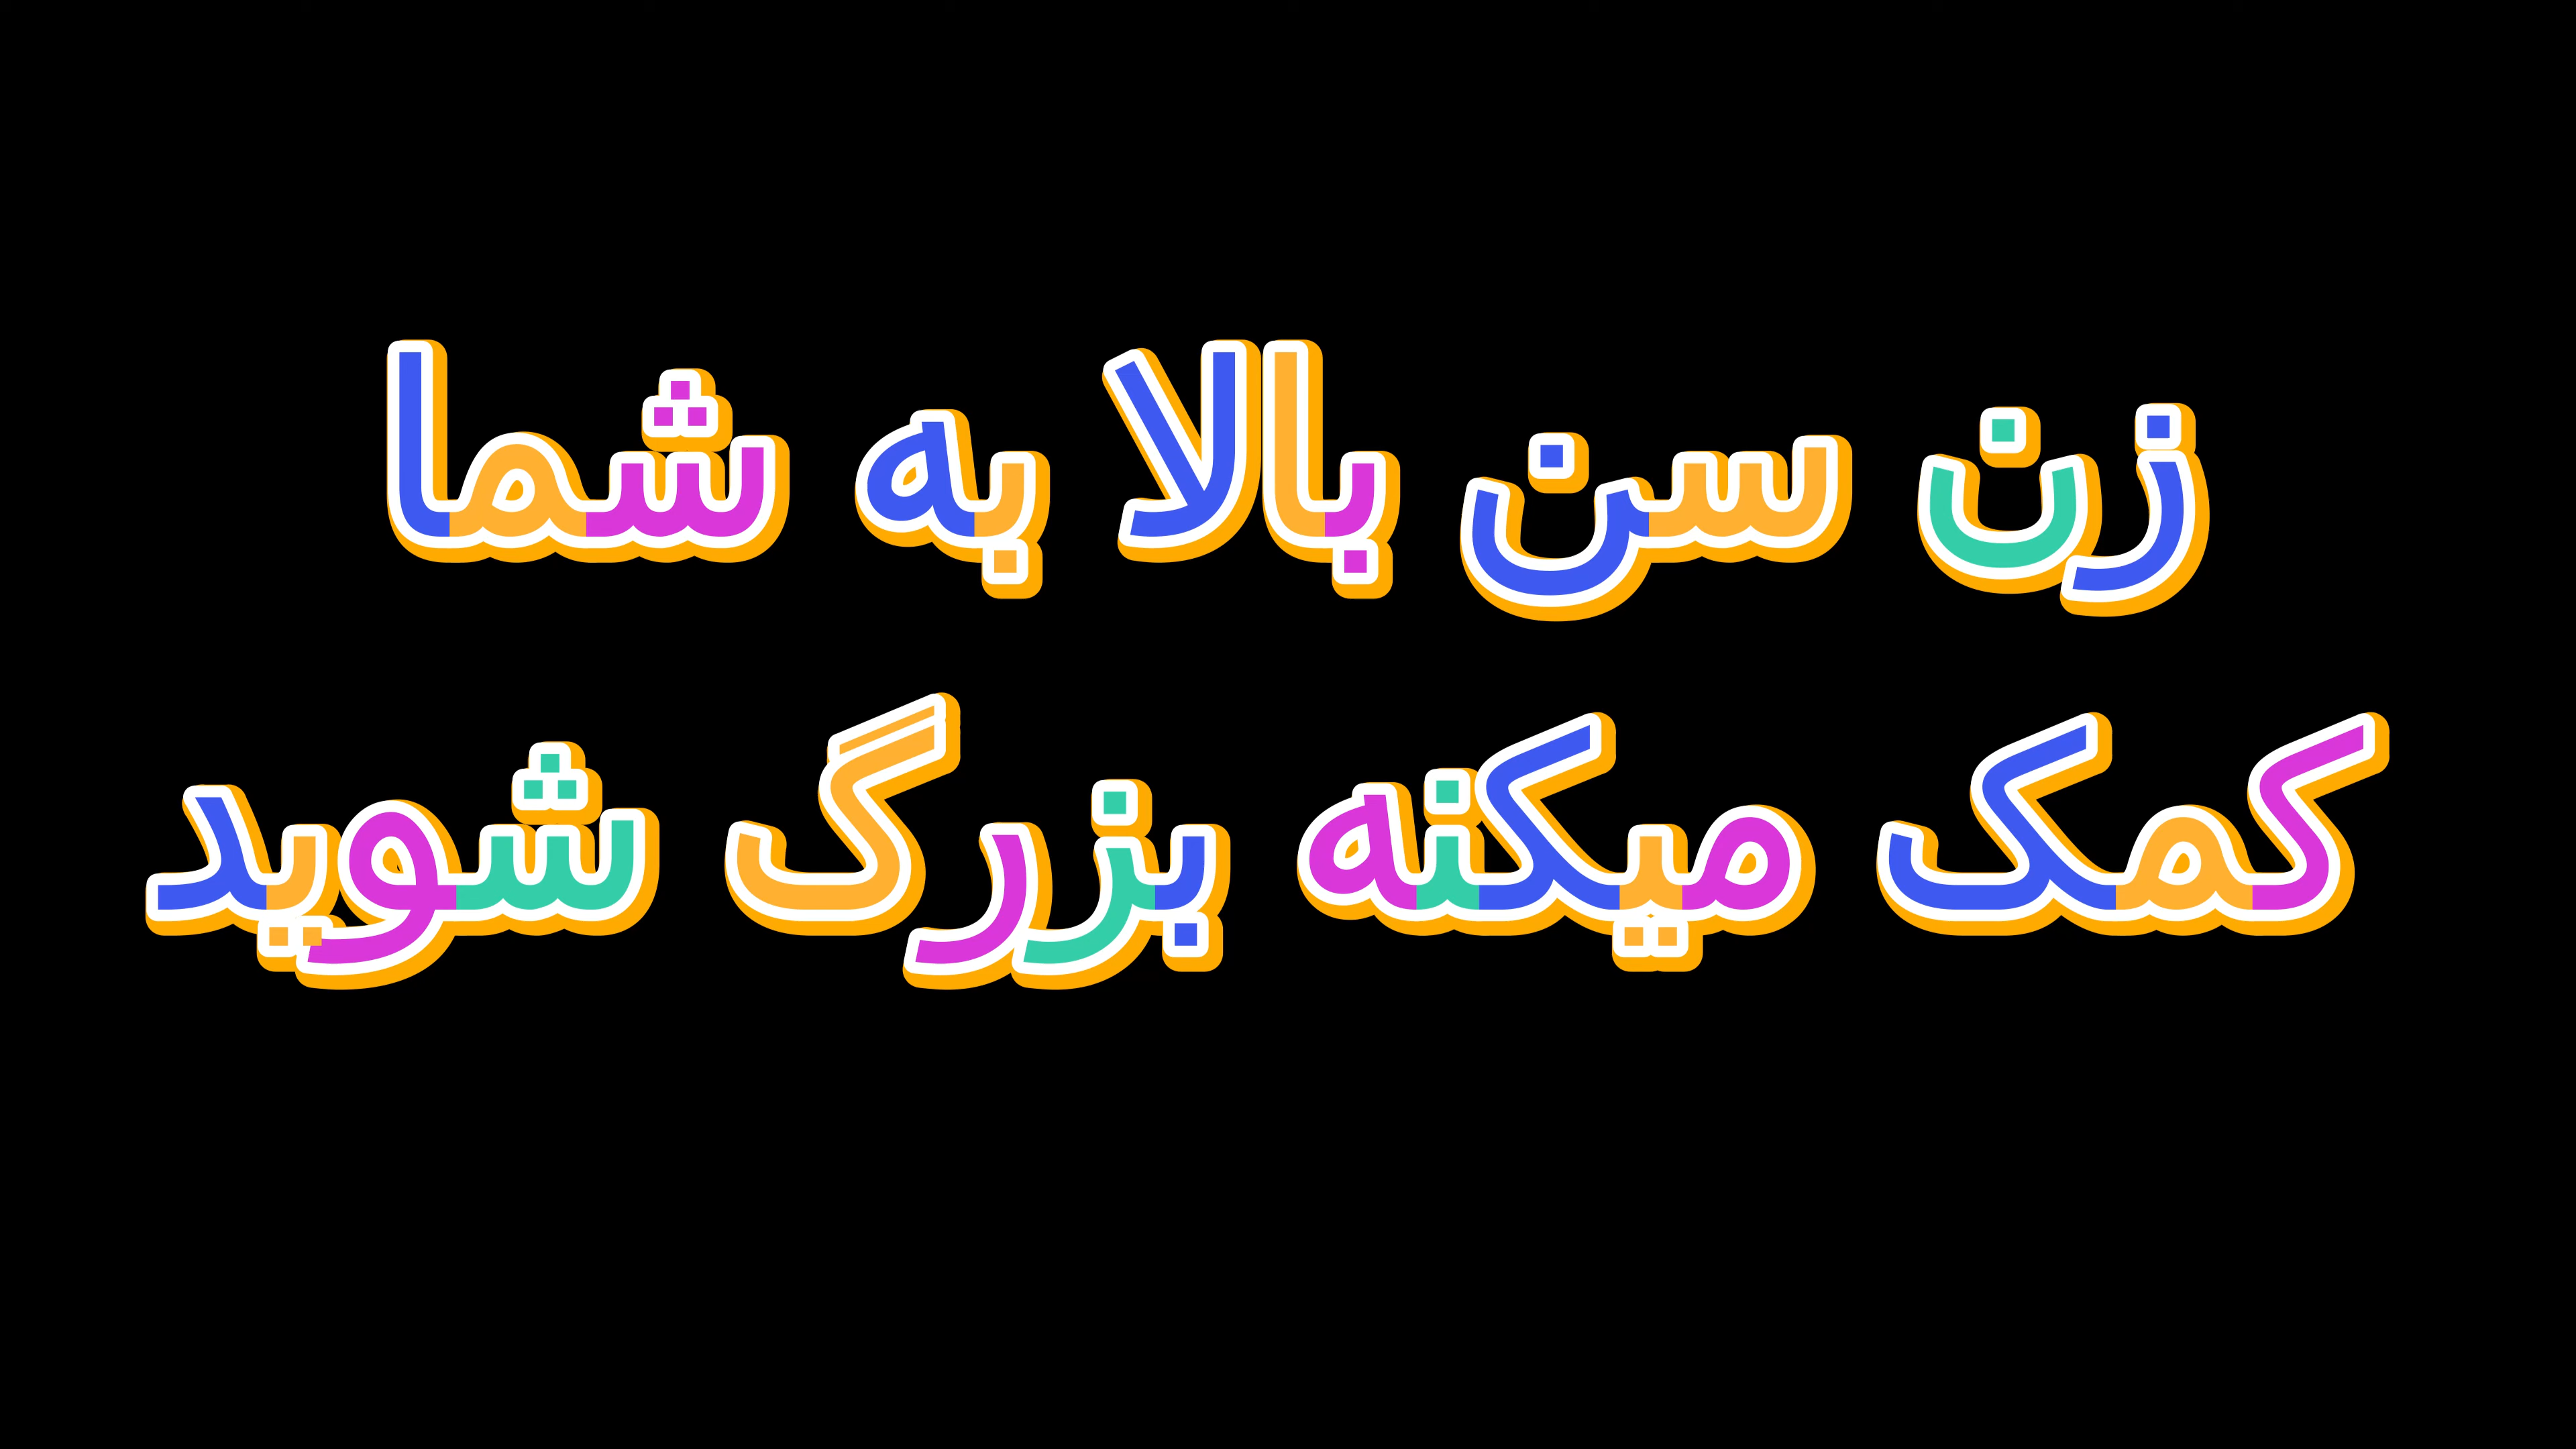 زن سن بالا به شما
کمک میکنه بزرگ شوید